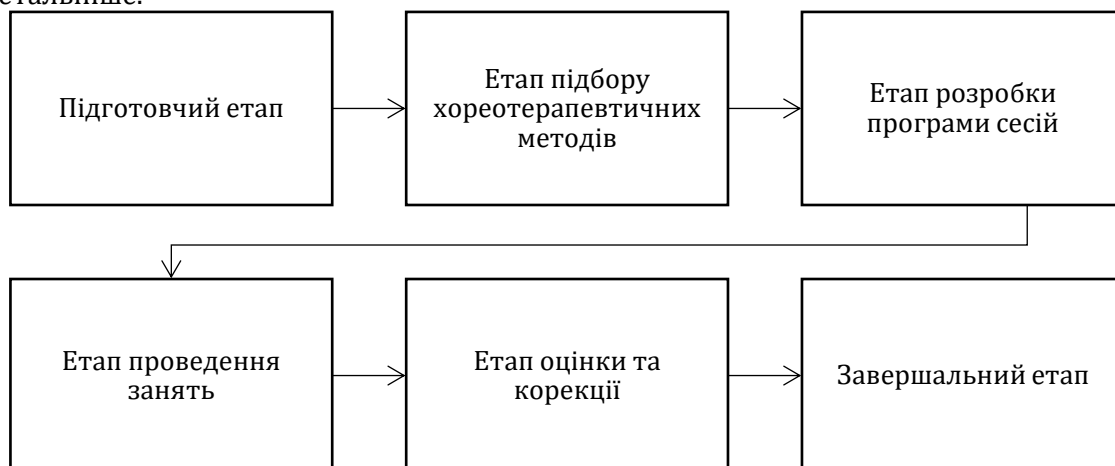 Підготовчий етап
Етап підбору
хореотерапевтичних
методів
Етап розробки
програми сесій
Етап проведення
занять
Етап оцінки та
корекції
Завершальний етап